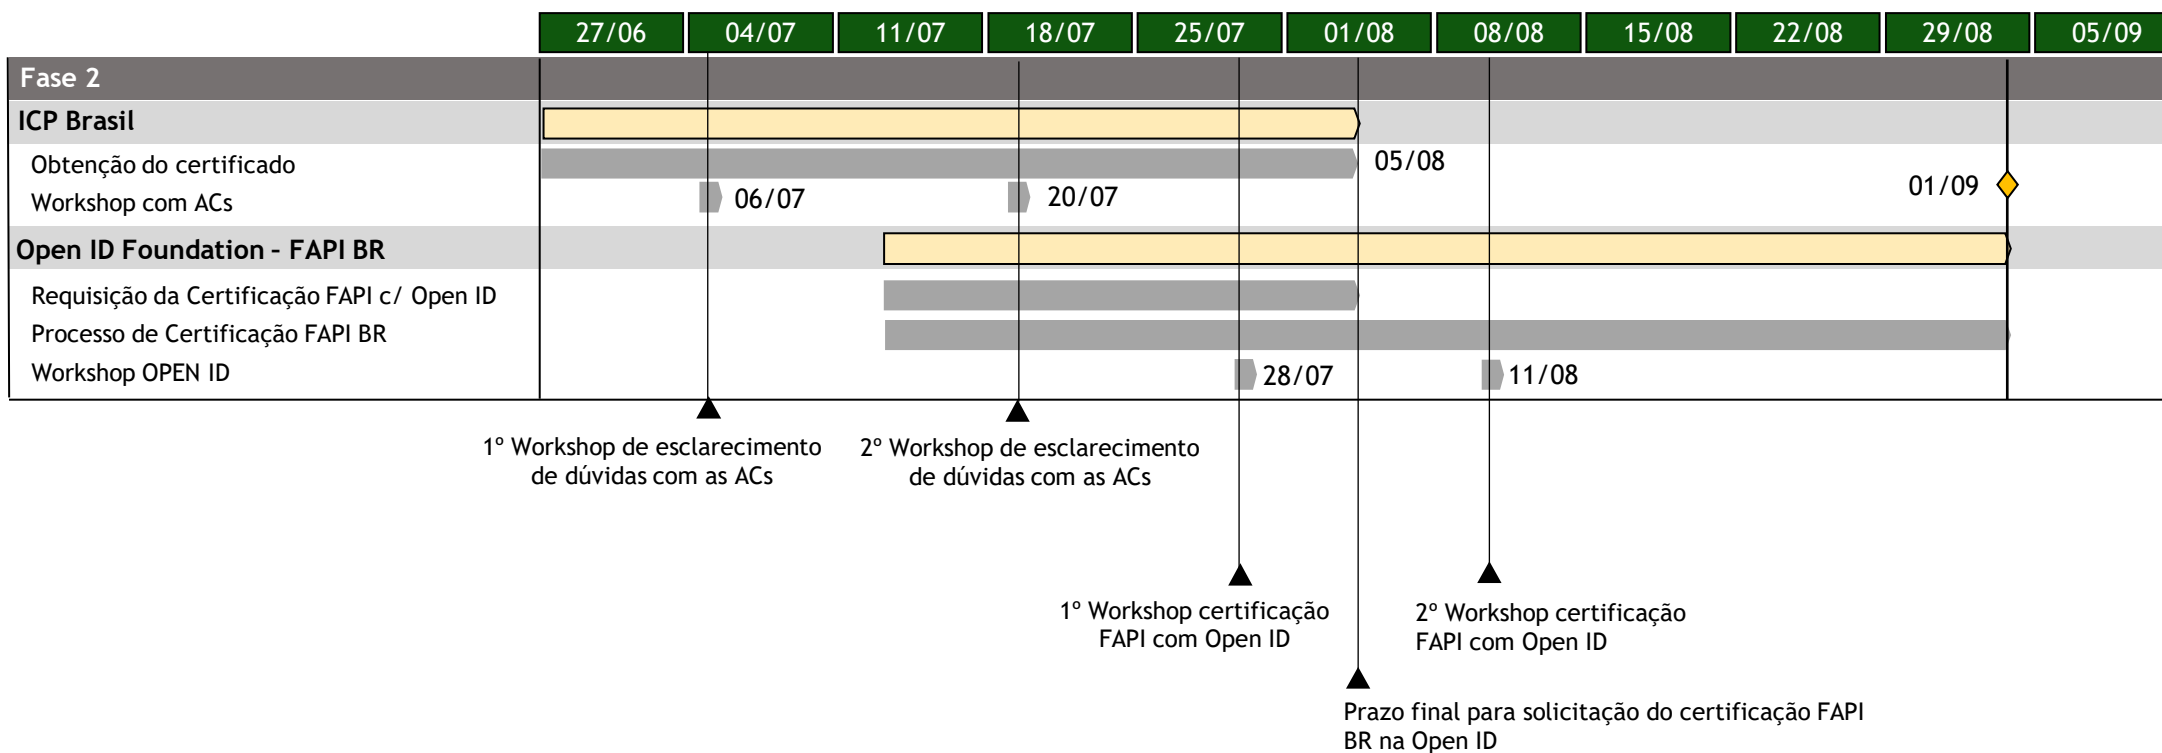 27/06 04/07 11/07 18/07 25/07 01/08 08/08 15/08 22/08 29/08 05/09
Fase 2
ICP Brasil
Obtenção do certificado 05/08
Workshop com ACs 06/07 20/07 01/09
Open ID Foundation - FAPI BR
Requisição da Certificação FAPI c/ Open ID
Processo de Certificação FAPI BR
Workshop OPEN ID 28/07 11/08
1º Workshop de esclarecimento
de dúvidas com as ACs
2º Workshop de esclarecimento
de dúvidas com as ACs
1º Workshop certificação
FAPI com Open ID
2º Workshop certificação
FAPI com Open ID
Prazo final para solicitação do certificação FAPI
BR na Open ID